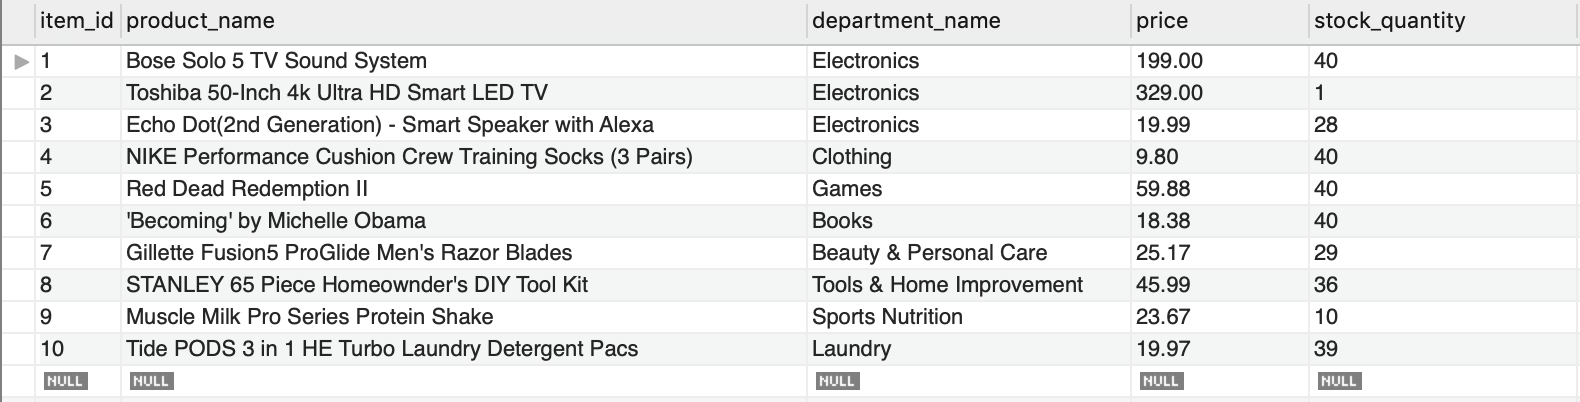 item_id product_name department_name price stock_quantity
1 Bose Solo 5 TV Sound System Electronics 199.00 40
2 Toshiba 50-Inch 4k Ultra HD Smart LED TV Electronics 329.00 1
3 Echo Dot(2nd Generation) - Smart Speaker with Alexa Electronics 19.99 28
4 NIKE Performance Cushion Crew Training Socks (3 Pairs) Clothing 9.80 40
5 Red Dead Redemption II Games 59.88 40
6 'Becoming' by Michelle Obama Books 18.38 40
7 Gillette Fusion5 ProGlide Men's Razor Blades Beauty & Personal Care 25.17 29
8 STANLEY 65 Piece Homeownder's DIY Tool Kit Tools & Home Improvement 45.99 36
9 Muscle Milk Pro Series Protein Shake Sports Nutrition 23.67 10
10 Tide PODS 3 in 1 HE Turbo Laundry Detergent Pacs Laundry 19.97 39
NULL NULL NULL NULL NULL